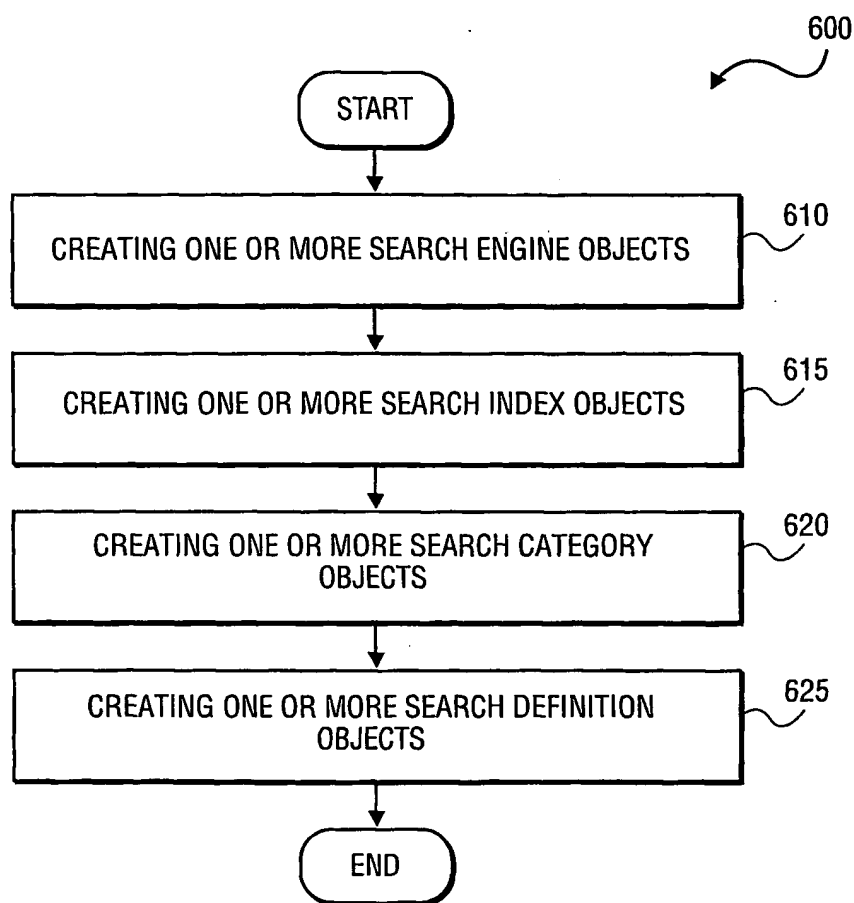 600
START
CREATING ONE OR MORE SEARCH ENGINE OBJECTS
610
CREATING ONE OR MORE SEARCH INDEX OBJECTS
615
CREATING ONE OR MORE SEARCH CATEGORY
OBJECTS
620
CREATING ONE OR MORE SEARCH DEFINITION
OBJECTS
625
END